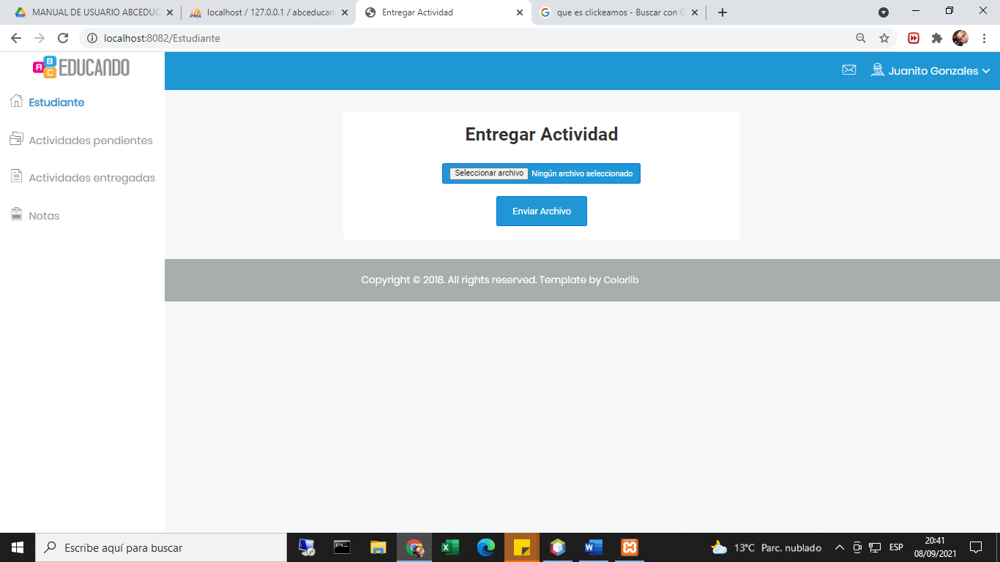 MANUAL DE USUARIO ABCEDUC
localhost / 127.0.0.1 / abceducan
Entregar Actividad
que es clickeamos - Buscar con G
localhost:8082/Estudiante
ABC EDUCANDO
Juanito Gonzales
Estudiante
Actividades pendientes
Actividades entregadas
Notas
Entregar Actividad
Seleccionar archivo Ningún archivo seleccionado
Enviar Archivo
Copyright © 2018. All rights reserved. Template by Colorlib
Escribe aquí para buscar
13°C Parc. nublado
ESP
20:41
08/09/2021